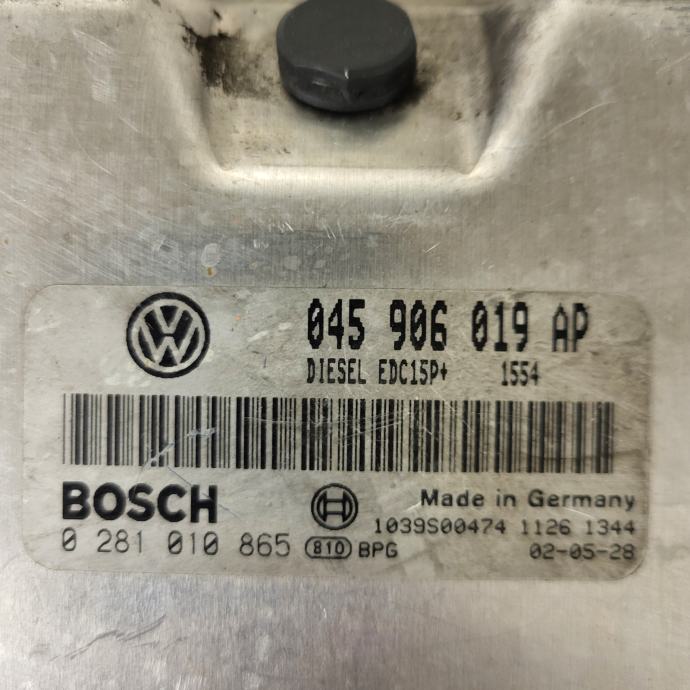 045 906 019 AP
DIESEL EDC15P+ 1554
BOSCH
Made in Germany
0 281 010 865 810 BPG
1039S00474 1126 1344
02-05-28